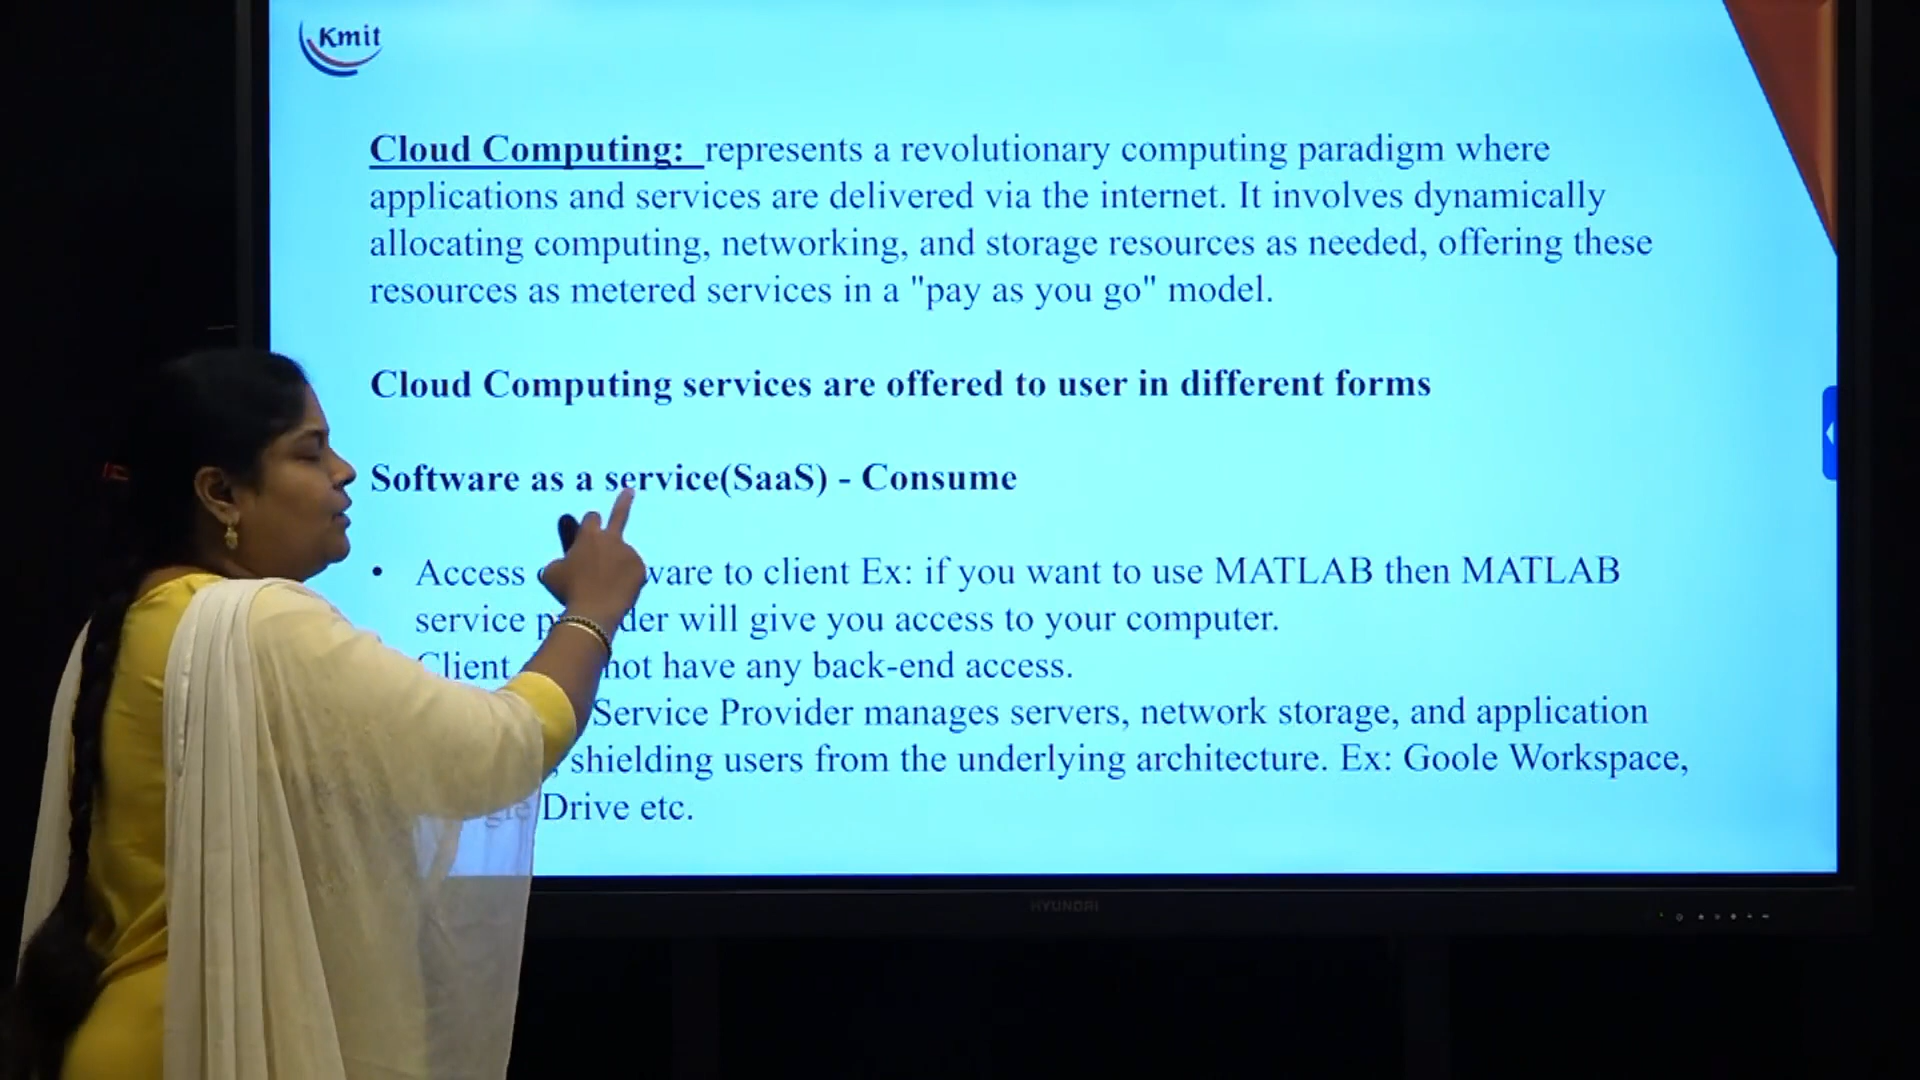 Kmit
Cloud Computing: represents a revolutionary computing paradigm where
applications and services are delivered via the internet. It involves dynamically
allocating computing, networking, and storage resources as needed, offering these
resources as metered services in a "pay as you go" model.
Cloud Computing services are offered to user in different forms
Software as a service(SaaS) - Consume
• Access to client Ex: if you want to use MATLAB then MATLAB
service will give you access to your computer.
Client not have any back-end access.
Service Provider manages servers, network storage, and application
, shielding users from the underlying architecture. Ex: Goole Workspace,
Drive etc.
HYUNDAI